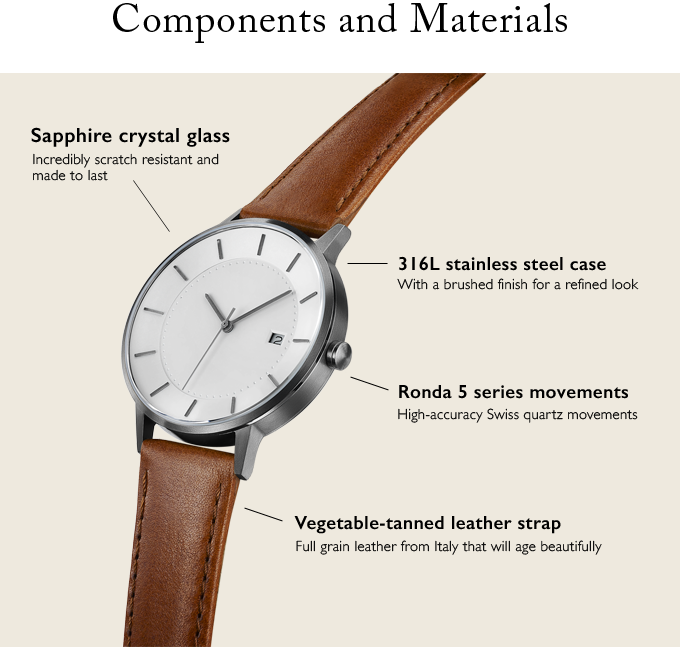 Components and Materials
Sapphire crystal glass
Incredibly scratch resistant and
made to last
316L stainless steel case
With a brushed finish for a refined look
Ronda 5 series movements
High-accuracy Swiss quartz movements
Vegetable-tanned leather strap
Full grain leather from Italy that will age beautifully